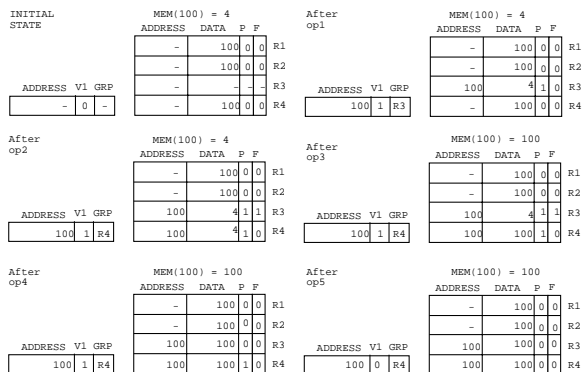 INITIAL STATE
MEM(100) = 4
ADDRESS DATA P F
– 100 0 0 R1
– 100 0 0 R2
– – – – R3
– 100 0 0 R4
ADDRESS V1 GRP
– 0 –
After op1
MEM(100) = 4
ADDRESS DATA P F
– 100 0 0 R1
– 100 0 0 R2
100 4 1 0 R3
– 100 0 0 R4
ADDRESS V1 GRP
100 1 R3
After op2
MEM(100) = 4
ADDRESS DATA P F
– 100 0 0 R1
– 100 0 0 R2
100 4 1 1 R3
100 4 1 0 R4
ADDRESS V1 GRP
100 1 R4
After op3
MEM(100) = 100
ADDRESS DATA P F
– 100 0 0 R1
– 100 0 0 R2
100 4 1 1 R3
100 100 1 0 R4
ADDRESS V1 GRP
100 1 R4
After op4
MEM(100) = 100
ADDRESS DATA P F
– 100 0 0 R1
– 100 0 0 R2
100 100 0 0 R3
100 100 1 0 R4
ADDRESS V1 GRP
100 1 R4
After op5
MEM(100) = 100
ADDRESS DATA P F
– 100 0 0 R1
– 100 0 0 R2
100 100 0 0 R3
100 100 0 0 R4
ADDRESS V1 GRP
100 0 R4